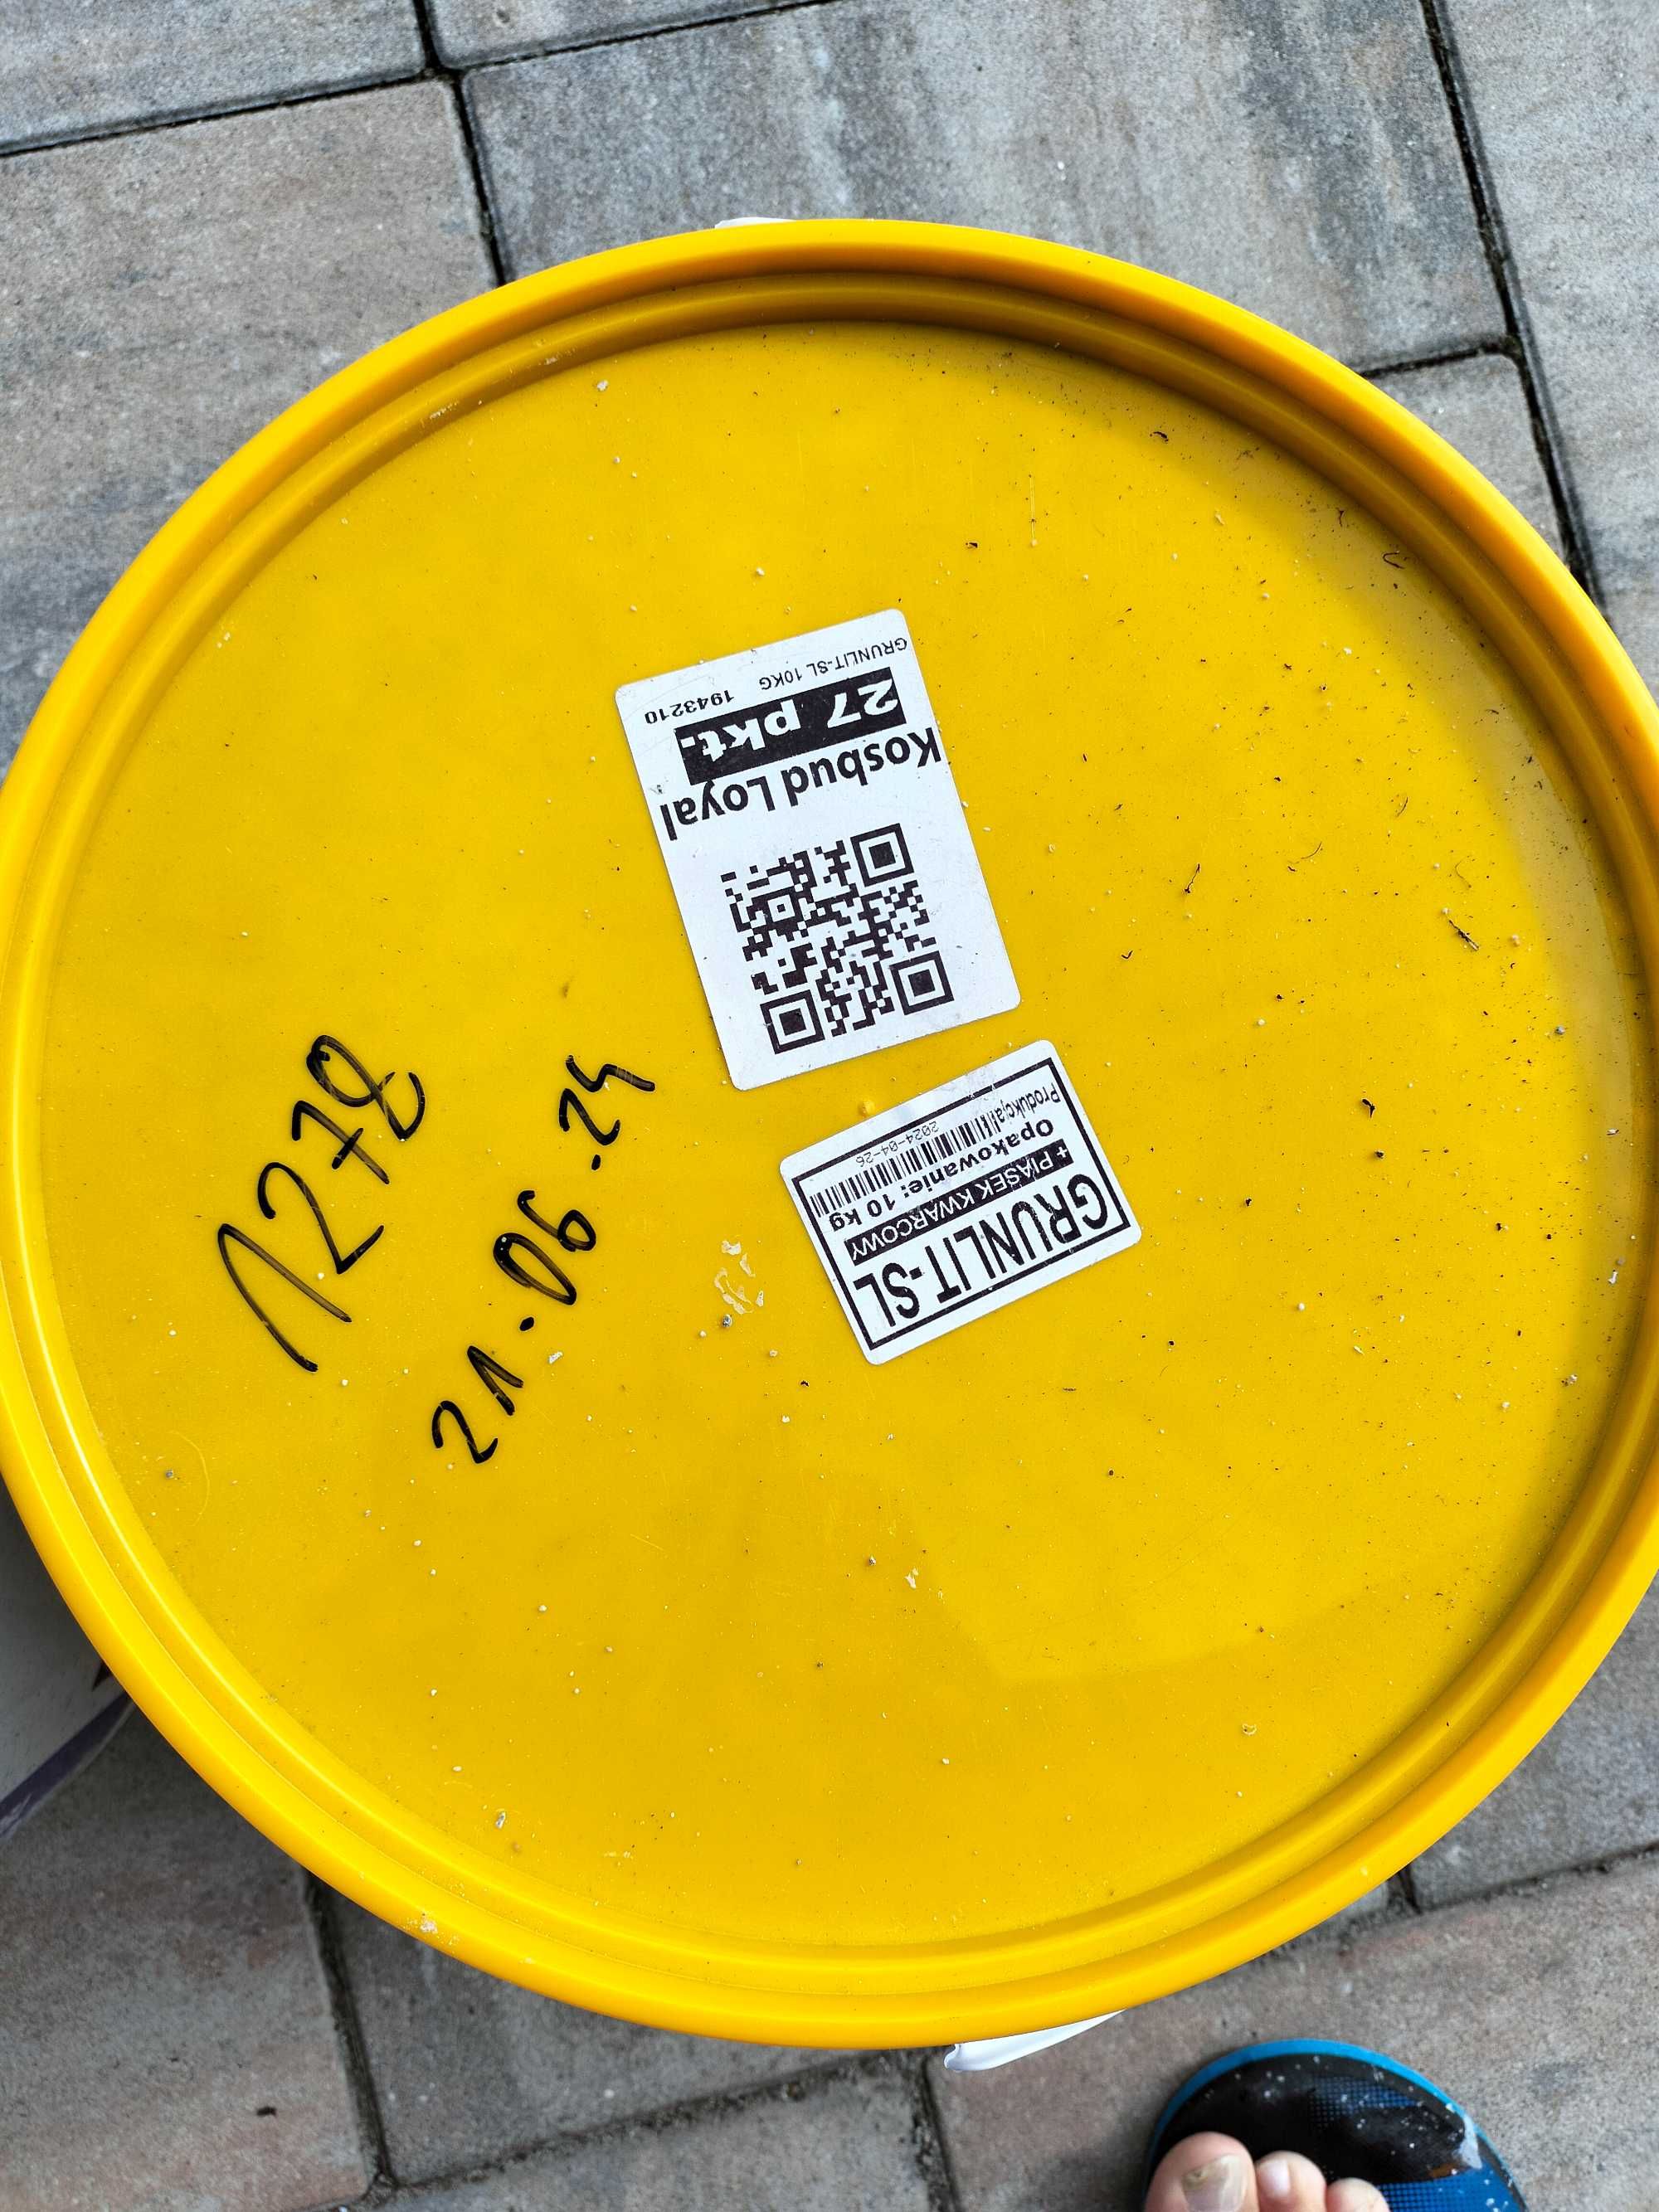 Kosbud Loyal
27 pkt.
GRUNLIT-SL 10KG 1943210
GRUNLIT-SL
+ PIASEK KWARCOWY
Opakowanie: 10 kg
Produkcja:
2024-04-26
1278
21.06.24